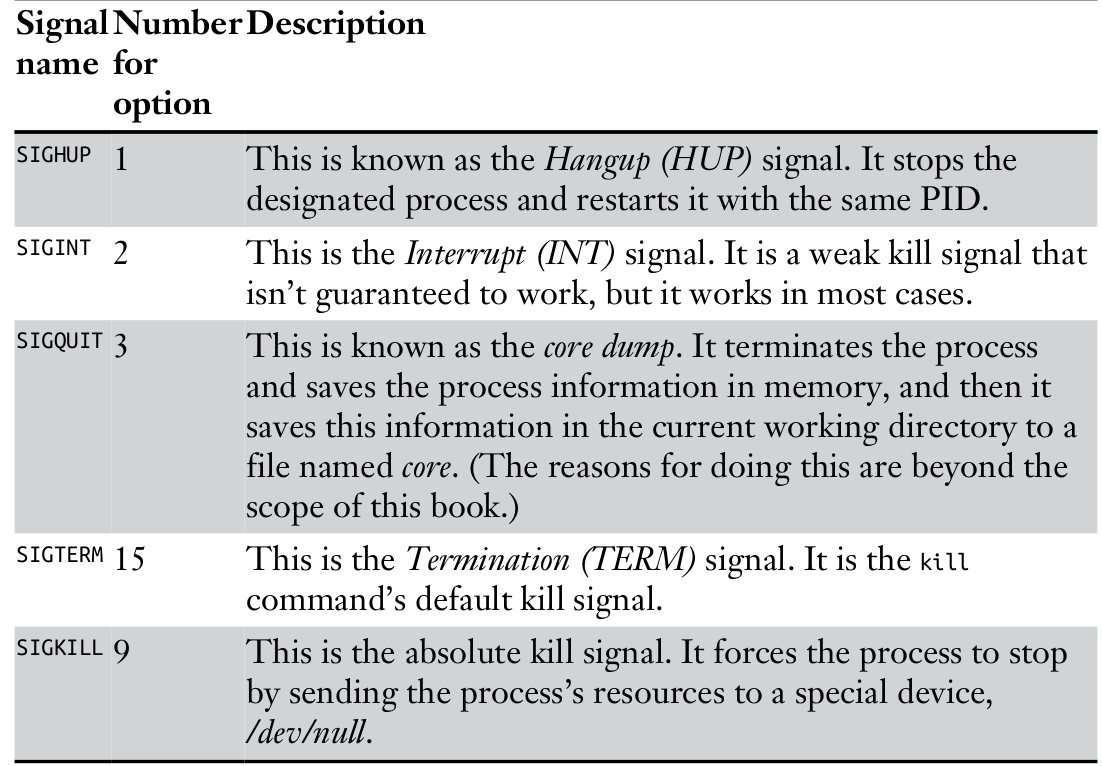 Signal Number Description
name for
option
SIGHUP 1 This is known as the Hangup (HUP) signal. It stops the
designated process and restarts it with the same PID.
SIGINT 2 This is the Interrupt (INT) signal. It is a weak kill signal that
isn’t guaranteed to work, but it works in most cases.
SIGQUIT 3 This is known as the core dump. It terminates the process
and saves the process information in memory, and then it
saves this information in the current working directory to a
file named core. (The reasons for doing this are beyond the
scope of this book.)
SIGTERM 15 This is the Termination (TERM) signal. It is the kill
command’s default kill signal.
SIGKILL 9 This is the absolute kill signal. It forces the process to stop
by sending the process’s resources to a special device,
/dev/null.